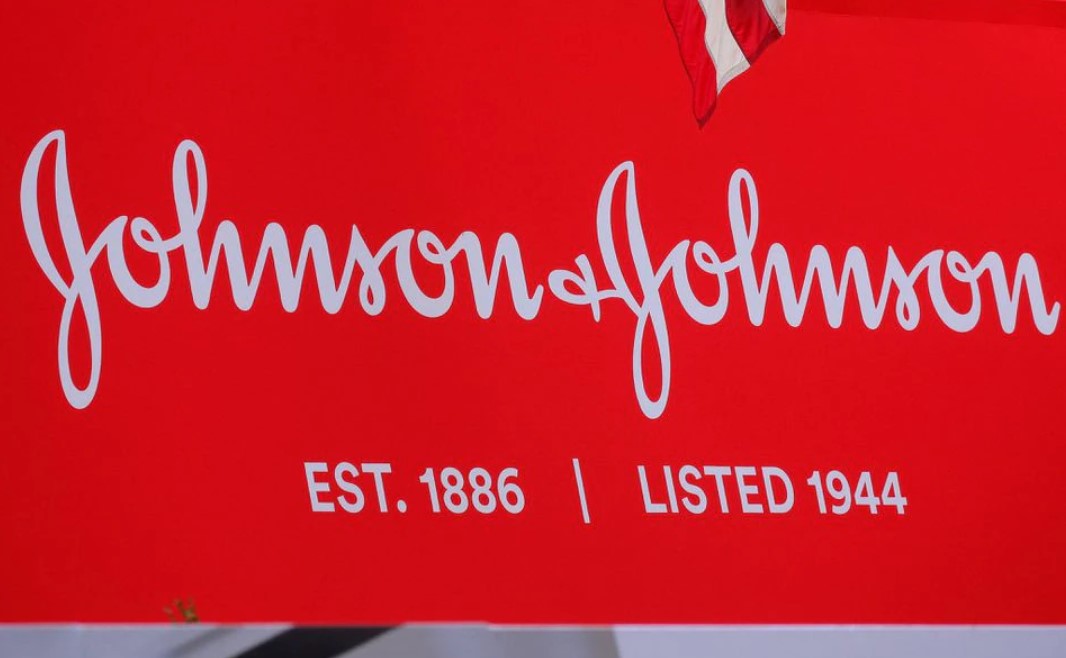 Johnson & Johnson
EST. 1886 | LISTED 1944